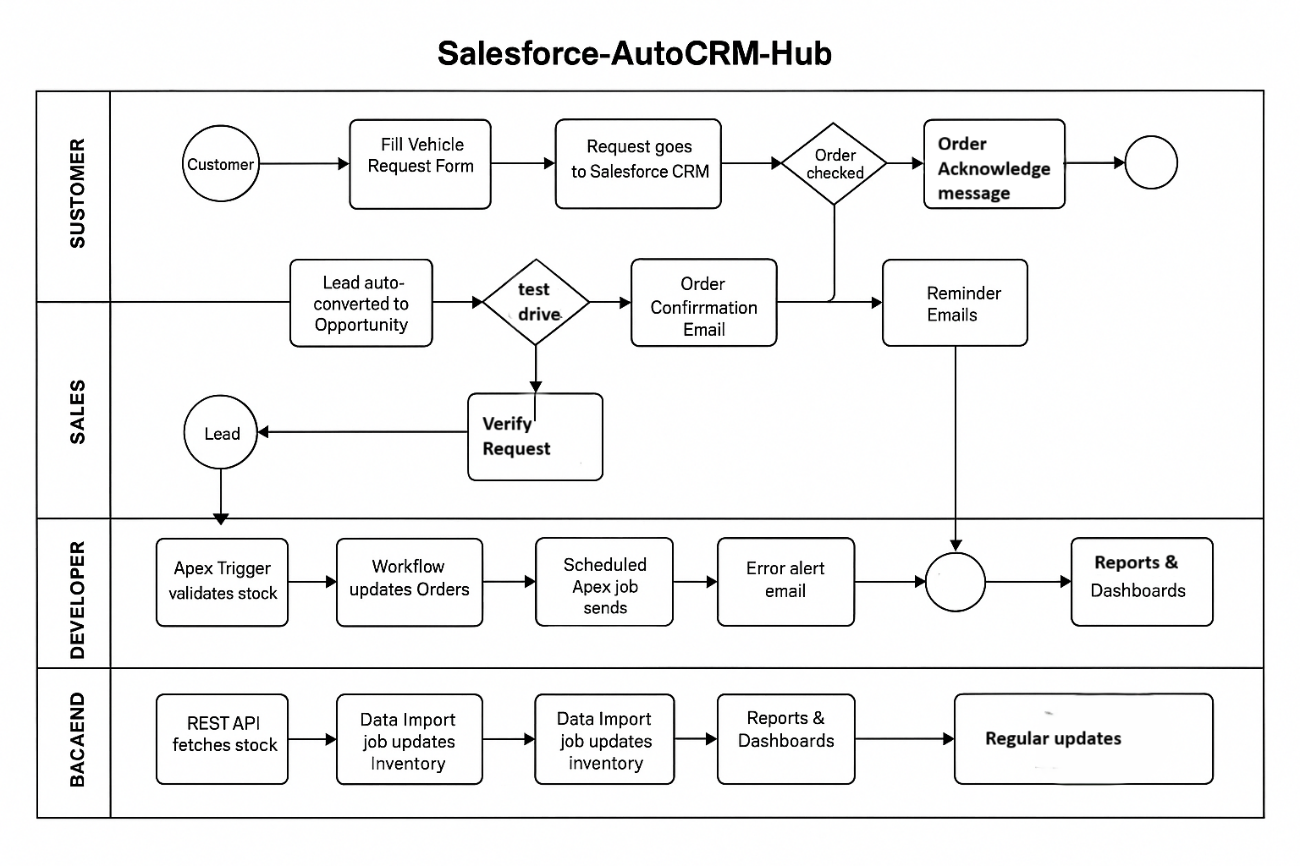 Salesforce-AutoCRM-Hub
SUSTOMER
Customer
Fill Vehicle
Request Form
Request goes
to Salesforce CRM
Order
checked
Order
Acknowledge
message
Lead auto-
converted to
Opportunity
test
drive
Order
Confirrmation
Email
Reminder
Emails
SALES
Lead
Verify
Request
DEVELOPER
Apex Trigger
validates stock
Workflow
updates Orders
Scheduled
Apex job
sends
Error alert
email
Reports &
Dashboards
BACAEND
REST API
fetches stock
Data Import
job updates
Inventory
Data Import
job updates
inventory
Reports &
Dashboards
Regular updates